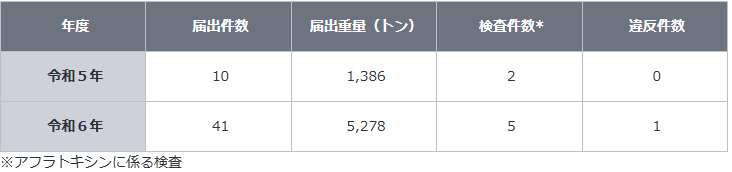 年度 届出件数 届出重量（トン） 検査件数* 違反件数
令和５年 10 1,386 2 0
令和６年 41 5,278 5 1
※アフラトキシンに係る検査